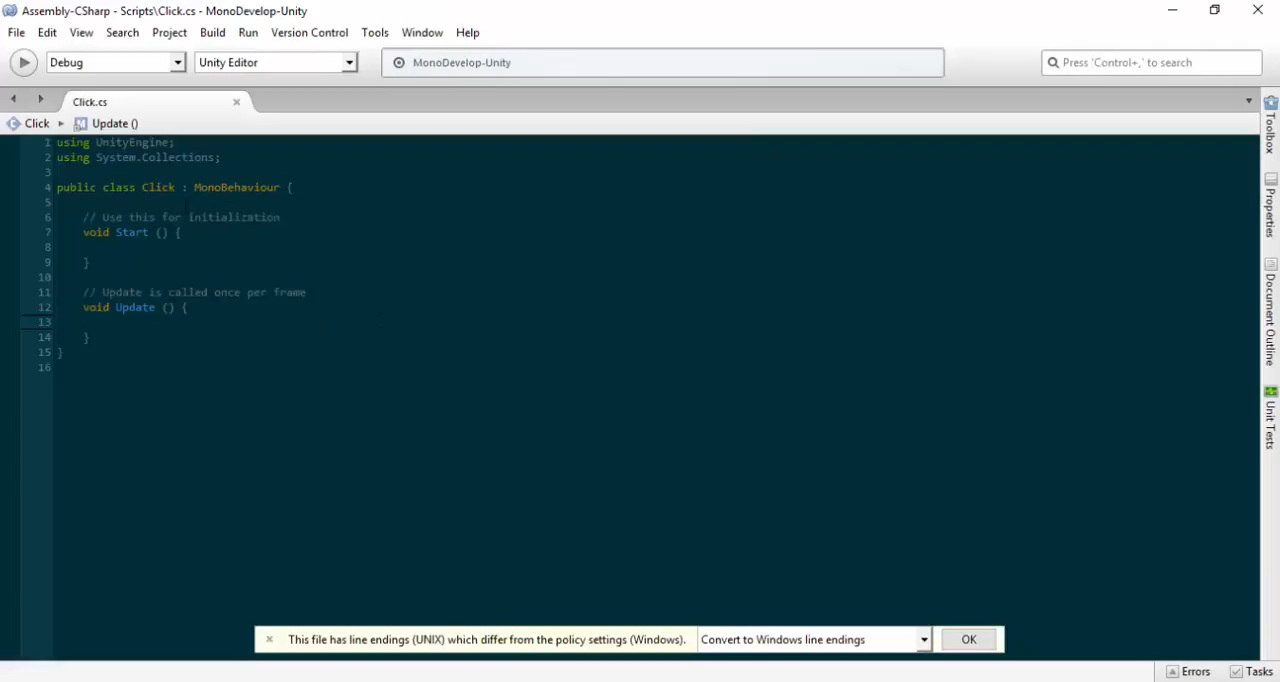 Assembly-CSharp - Scripts\Click.cs - MonoDevelop-Unity
File Edit View Search Project Build Run Version Control Tools Window Help
Debug Unity Editor MonoDevelop-Unity Press 'Control+,' to search
Click.cs
Click Update ()
1 using UnityEngine;
2 using System.Collections;
3
4 public class Click : MonoBehaviour {
5
6 // Use this for initialization
7 void Start () {
8
9 }
10
11 // Update is called once per frame
12 void Update () {
13
14 }
15 }
16
Toolbox
Properties
Document Outline
Unit Tests
This file has line endings (UNIX) which differ from the policy settings (Windows). Convert to Windows line endings OK
Errors Tasks